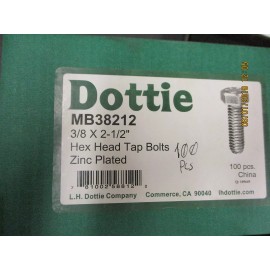 Dottie
MB38212
3/8 X 2-1/2"
Hex Head Tap Bolts
Zinc Plated
100
Pcs
100 pcs.
China
L.H. Dottie Company
Commerce, CA 90040
lhdottie.com